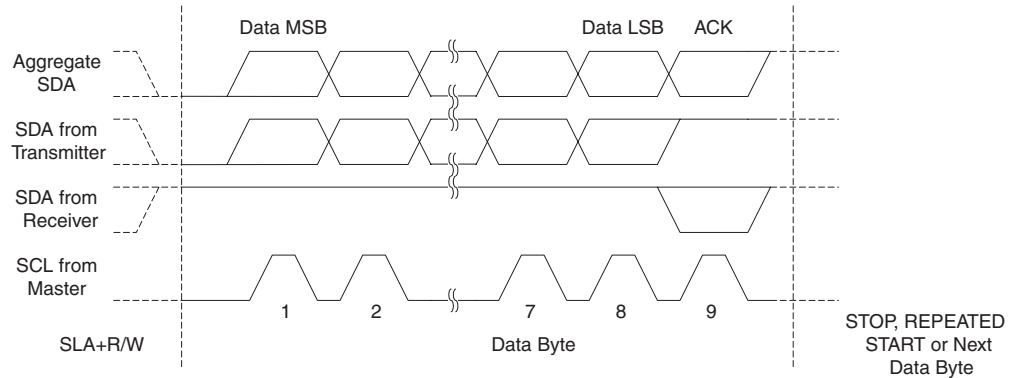 Data MSB
Data LSB
ACK
Aggregate
SDA
SDA from
Transmitter
SDA from
Receiver
SCL from
Master
1
2
7
8
9
SLA+R/W
Data Byte
STOP, REPEATED
START or Next
Data Byte